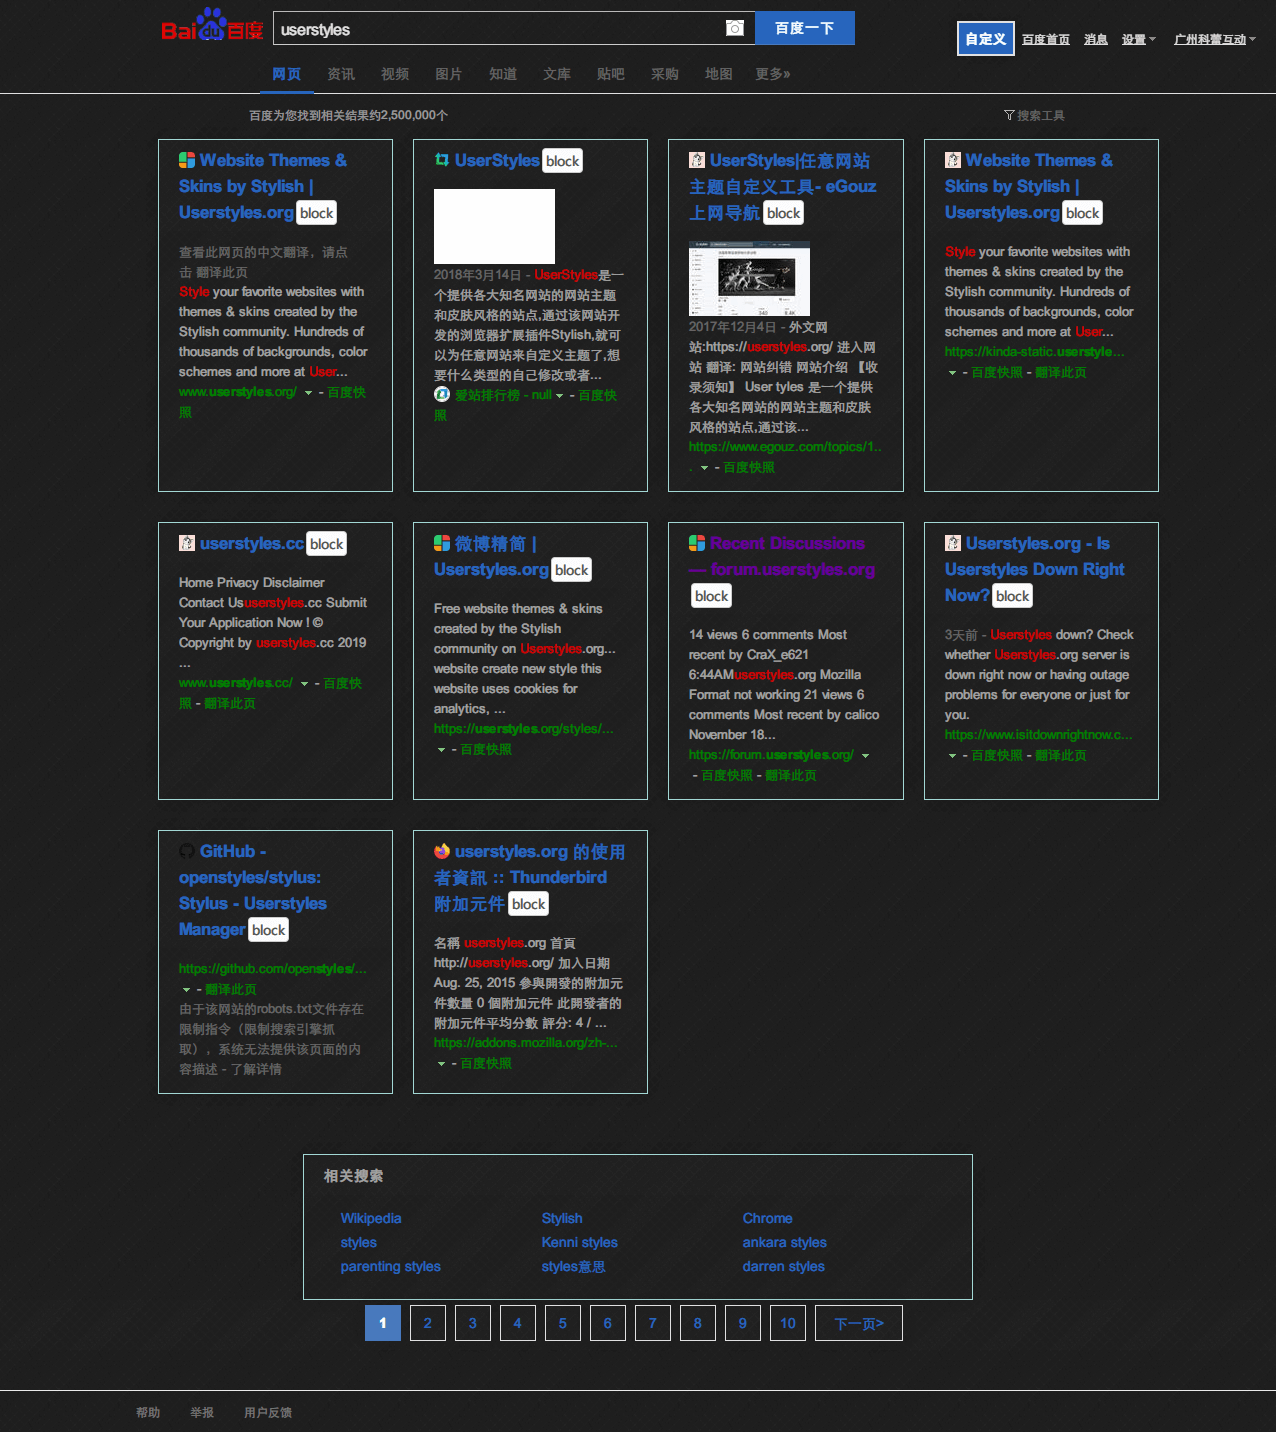 Bai du 百度
userstyles
百度一下
自定义 百度首页 消息 设置 广州科蕾互动
网页 资讯 视频 图片 知道 文库 贴吧 采购 地图 更多»
百度为您找到相关结果约2,500,000个
搜索工具
Website Themes &
Skins by Stylish |
Userstyles.org block
查看此网页的中文翻译，请点
击 翻译此页
Style your favorite websites with
themes & skins created by the
Stylish community. Hundreds of
thousands of backgrounds, color
schemes and more at User...
www.userstyles.org/ - 百度快
照
UserStyles block
2018年3月14日 - UserStyles是一
个提供各大知名网站的网站主题
和皮肤风格的站点,通过该网站开
发的浏览器扩展插件Stylish,就可
以为任意网站来自定义主题了,想
要什么类型的自己修改或者...
爱站排行榜 - null - 百度快
照
UserStyles|任意网站
主题自定义工具- eGouz
上网导航 block
2017年12月4日 - 外文网
站:https://userstyles.org/ 进入网
站 翻译: 网站纠错 网站介绍 【收
录须知】 User tyles 是一个提供
各大知名网站的网站主题和皮肤
风格的站点,通过该...
https://www.egouz.com/topics/1..
. - 百度快照
Website Themes &
Skins by Stylish |
Userstyles.org block
Style your favorite websites with
themes & skins created by the
Stylish community. Hundreds of
thousands of backgrounds, color
schemes and more at User...
https://kinda-static.userstyle...
- 百度快照 - 翻译此页
userstyles.cc block
Home Privacy Disclaimer
Contact Ususerstyles.cc Submit
Your Application Now ! ©
Copyright by userstyles.cc 2019
...
www.userstyles.cc/ - 百度快
照 - 翻译此页
微博精简 |
Userstyles.org block
Free website themes & skins
created by the Stylish
community on Userstyles.org...
website create new style this
website uses cookies for
analytics, ...
https://userstyles.org/styles/...
- 百度快照
Recent Discussions
— forum.userstyles.org
block
14 views 6 comments Most
recent by CraX_e621
6:44AMuserstyles.org Mozilla
Format not working 21 views 6
comments Most recent by calico
November 18...
https://forum.userstyles.org/
- 百度快照 - 翻译此页
Userstyles.org - Is
Userstyles Down Right
Now? block
3天前 - Userstyles down? Check
whether Userstyles.org server is
down right now or having outage
problems for everyone or just for
you.
https://www.isitdownrightnow.c...
- 百度快照 - 翻译此页
GitHub -
openstyles/stylus:
Stylus - Userstyles
Manager block
https://github.com/openstyles/...
- 翻译此页
由于该网站的robots.txt文件存在
限制指令（限制搜索引擎抓
取），系统无法提供该页面的内
容描述 - 了解详情
userstyles.org 的使用
者資訊 :: Thunderbird
附加元件 block
名稱 userstyles.org 首頁
http://userstyles.org/ 加入日期
Aug. 25, 2015 參與開發的附加元
件數量 0 個附加元件 此開發者的
附加元件平均分數 評分: 4 / ...
https://addons.mozilla.org/zh-...
- 百度快照
相关搜索
Wikipedia Stylish Chrome
styles Kenni styles ankara styles
parenting styles styles意思 darren styles
1 2 3 4 5 6 7 8 9 10 下一页>
帮助 举报 用户反馈